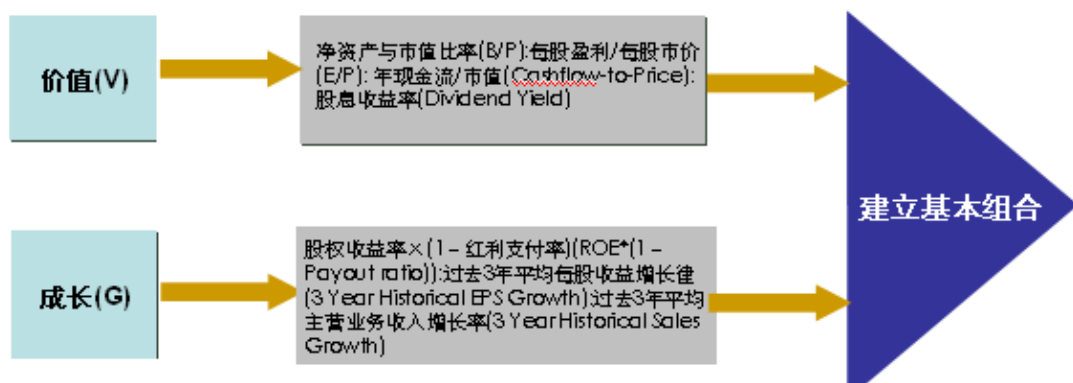 价值(V)
净资产与市值比率(B/P):每股盈利/每股市价
(E/P): 年现金流/市值(Cashflow-to-Price):
股息收益率(Dividend Yield)
建立基本组合
成长(G)
股权收益率×(1 – 红利支付率)(ROE*(1 –
Payout ratio)):过去3年平均每股收益增长律
(3 Year Historical EPS Growth):过去3年平均
主营业务收入增长率(3 Year Historical Sales
Growth)